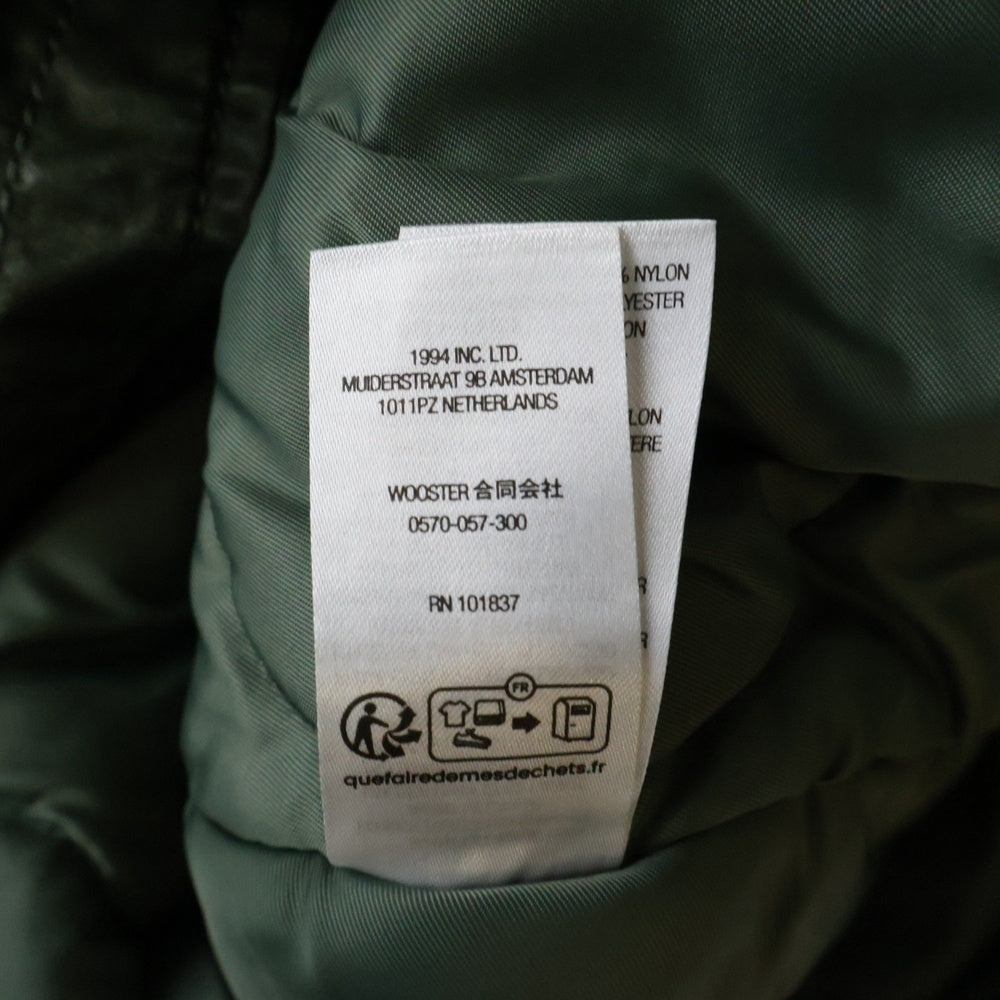 1994 INC. LTD.
MUIDERSTRAAT 9B AMSTERDAM
1011PZ NETHERLANDS
WOOSTER 合同会社
0570-057-300
RN 101837
FR
quefairedemesdechets.fr
% NYLON